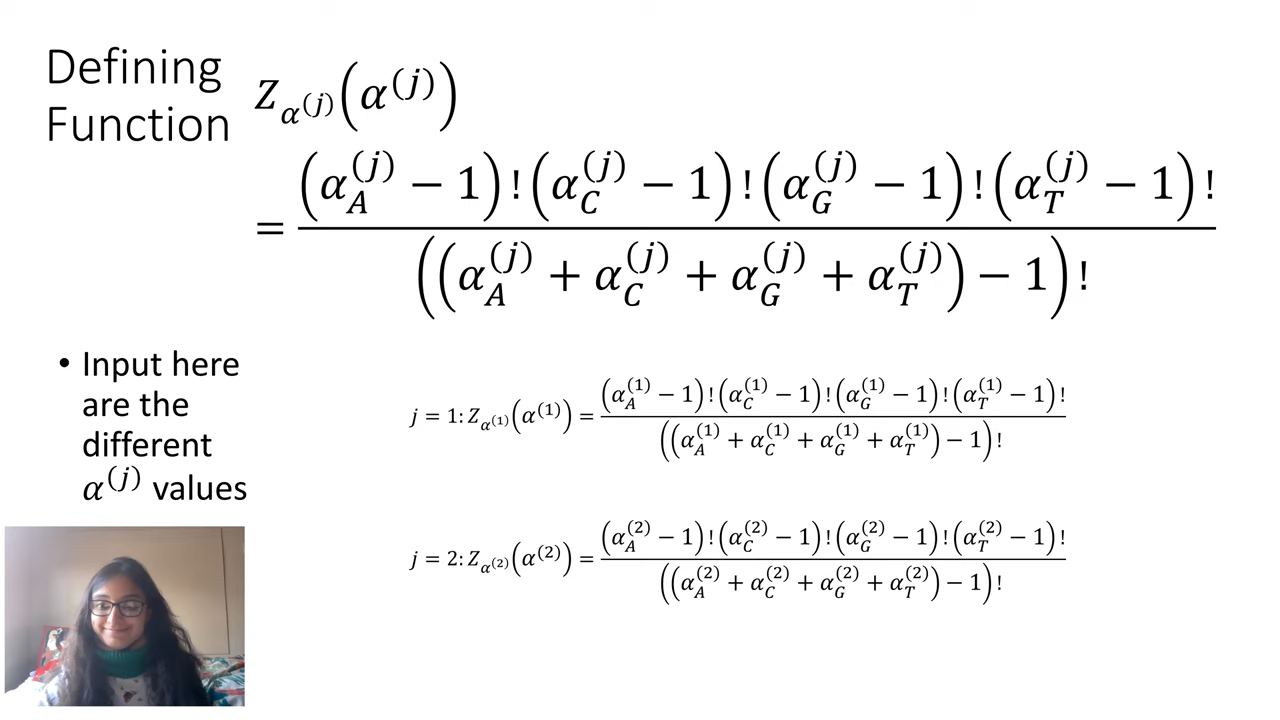 Defining
Function
Z_{α^{(j)}}(α^{(j)})
= \frac{(α_A^{(j)} − 1)!(α_C^{(j)} − 1)!(α_G^{(j)} − 1)!(α_T^{(j)} − 1)!}{((α_A^{(j)} + α_C^{(j)} + α_G^{(j)} + α_T^{(j)}) − 1)!}
• Input here
are the
different
α^{(j)} values
j = 1: Z_{α^{(1)}}(α^{(1)}) = \frac{(α_A^{(1)} − 1)!(α_C^{(1)} − 1)!(α_G^{(1)} − 1)!(α_T^{(1)} − 1)!}{((α_A^{(1)} + α_C^{(1)} + α_G^{(1)} + α_T^{(1)}) − 1)!}
j = 2: Z_{α^{(2)}}(α^{(2)}) = \frac{(α_A^{(2)} − 1)!(α_C^{(2)} − 1)!(α_G^{(2)} − 1)!(α_T^{(2)} − 1)!}{((α_A^{(2)} + α_C^{(2)} + α_G^{(2)} + α_T^{(2)}) − 1)!}